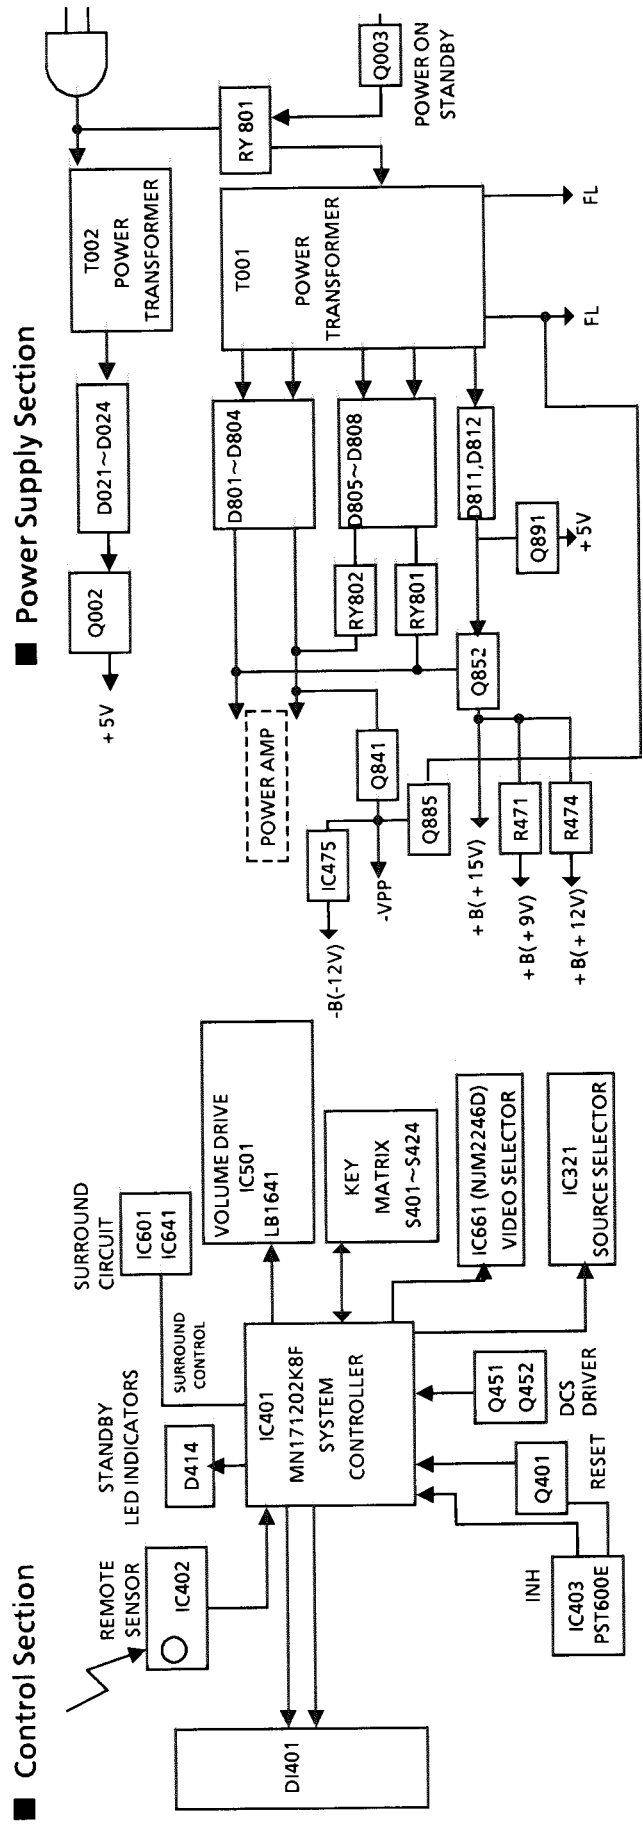 ■ Control Section
REMOTE
SENSOR
IC402
STANDBY
LED INDICATORS
D414
SURROUND
CIRCUIT
IC601
IC641
SURROUND
CONTROL
VOLUME DRIVE
IC501
LB1641
KEY
MATRIX
S401~S424
IC401
MN171202K8F
SYSTEM
CONTROLLER
DI401
IC661 (NJM2246D)
VIDEO SELECTOR
IC321
SOURCE SELECTOR
Q451
Q452
DCS
DRIVER
Q401
RESET
INH
IC403
PST600E
■ Power Supply Section
T002
POWER
TRANSFORMER
D021~D024
Q002
+5V
RY 801
Q003
POWER ON
STANDBY
T001
POWER
TRANSFORMER
FL
FL
D801~D804
D805~D808
D811,D812
RY802
RY801
Q891
+5V
Q852
POWER AMP
Q841
Q885
IC475
-B(-12V)
-VPP
+B(+15V)
R471
+B(+9V)
R474
+B(+12V)